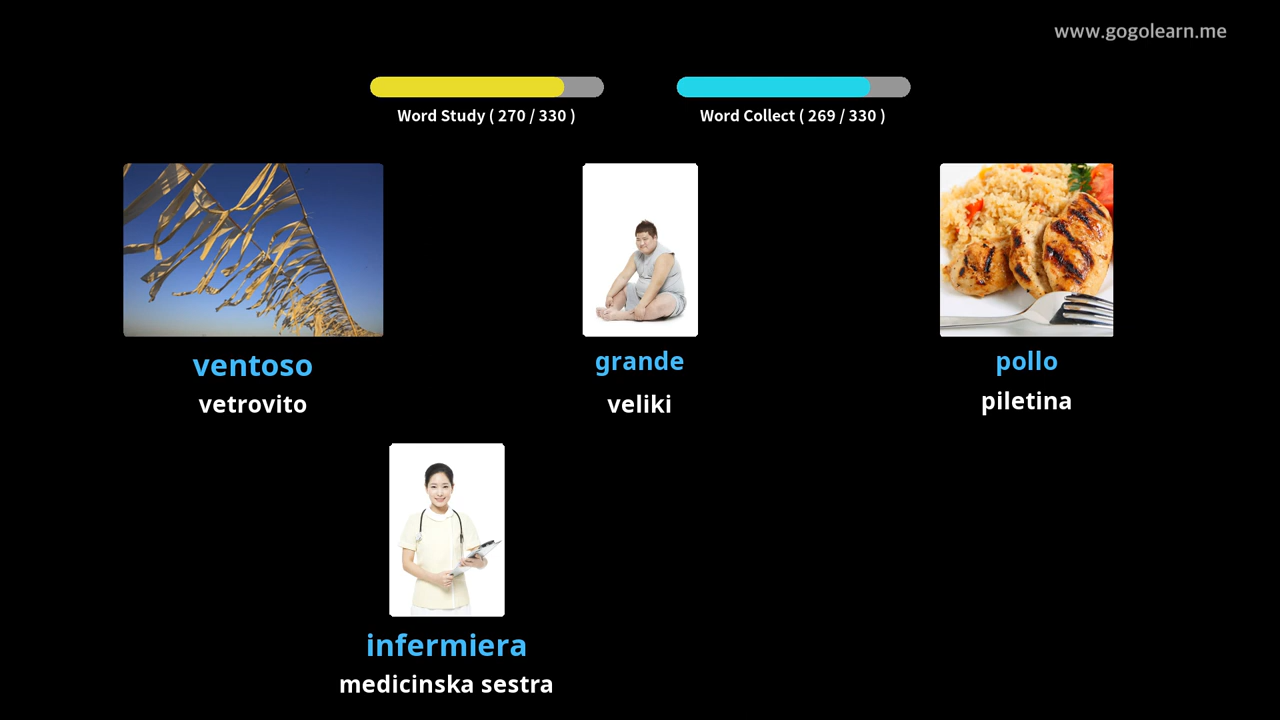 www.gogolearn.me
Word Study ( 270 / 330 )
Word Collect ( 269 / 330 )
ventoso
vetrovito
grande
veliki
pollo
piletina
infermiera
medicinska sestra